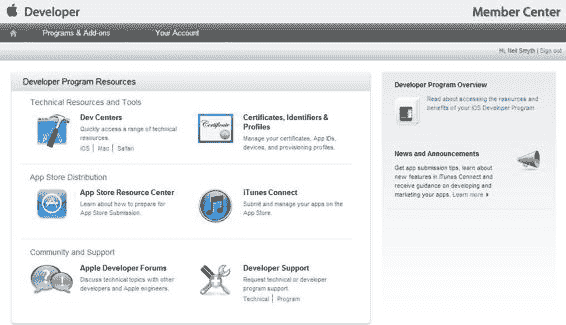 Developer
Member Center
Programs & Add-ons
Your Account
Hi, Neil Smyth | Sign out
Developer Program Resources
Technical Resources and Tools
Dev Centers
Quickly access a range of technical
resources.
iOS | Mac | Safari
Certificates, Identifiers &
Profiles
Manage your certificates, App IDs,
devices, and provisioning profiles.
App Store Distribution
App Store Resource Center
Learn about how to prepare for
App Store Submission.
iTunes Connect
Submit and manage your apps on the
App Store.
Community and Support
Apple Developer Forums
Discuss technical topics with other
developers and Apple engineers.
Developer Support
Request technical or developer
program support.
Technical | Program
Developer Program Overview
Read about accessing the resources and
benefits of your iOS Developer Program
News and Announcements
Get app submission tips, learn about
new features in iTunes Connect and
receive guidance on developing and
marketing your apps. Learn more